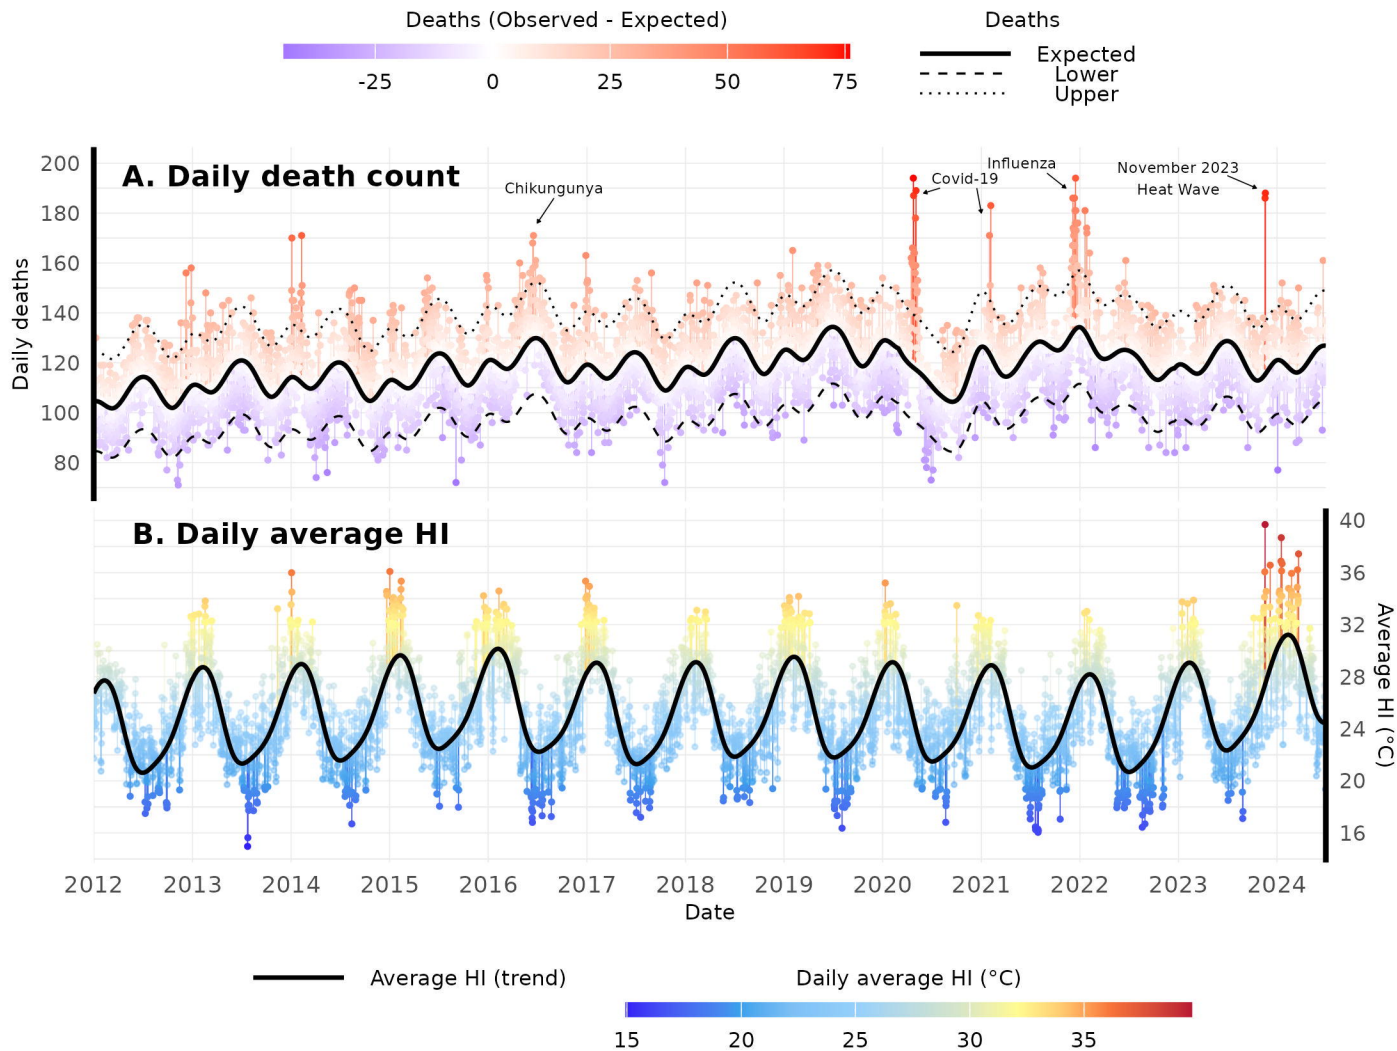 Deaths (Observed - Expected)
-25 0 25 50 75
Deaths
Expected
Lower
Upper
A. Daily death count
Daily deaths
200
180
160
140
120
100
80
Chikungunya
Covid-19
Influenza
November 2023
Heat Wave
B. Daily average HI
40
36
32
28
24
20
16
Average HI (°C)
2012 2013 2014 2015 2016 2017 2018 2019 2020 2021 2022 2023 2024
Date
Average HI (trend)
Daily average HI (°C)
15 20 25 30 35